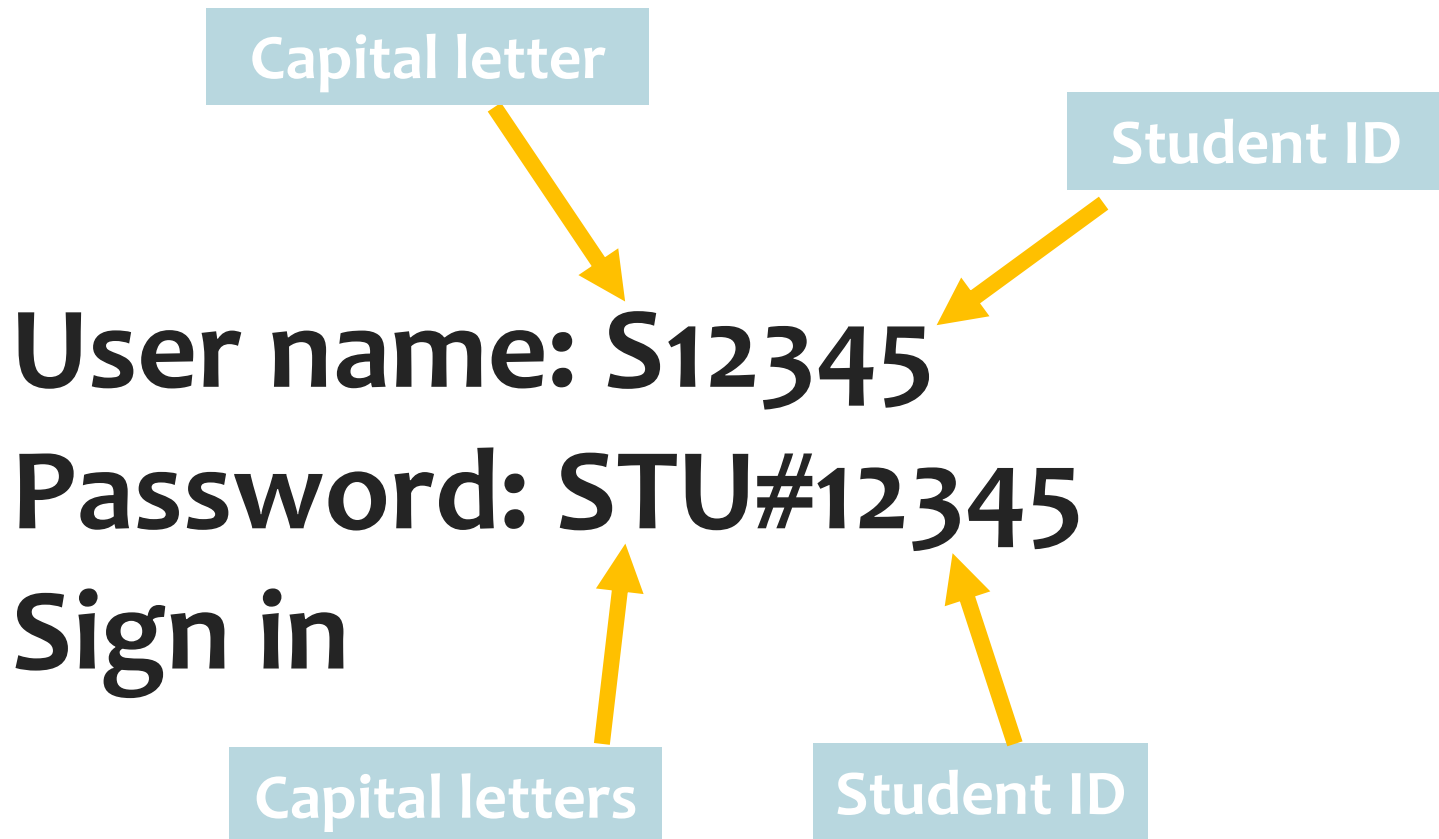 Capital letter
Student ID
User name: S12345
Password: STU#12345
Sign in
Capital letters
Student ID